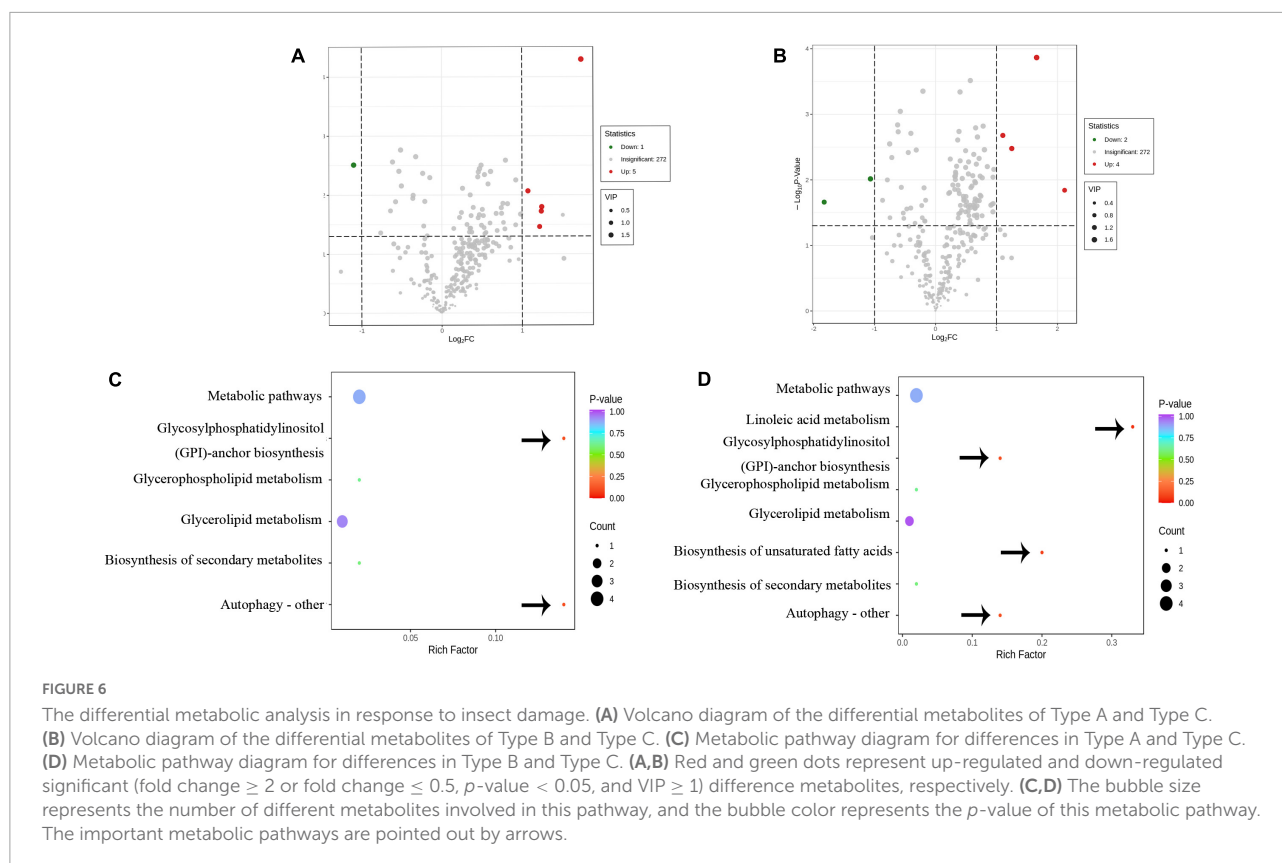 A
Statistics
Down: 1
Insignificant: 272
Up: 5
VIP
0.5
1.0
1.5
2
0
-1
0
1
Log₂FC
B
4
3
2
1
0
– Log₁₀P-Value
Statistics
Down: 2
Insignificant: 272
Up: 4
VIP
0.4
0.8
1.2
1.6
-2
-1
0
1
2
Log₂FC
C
Metabolic pathways
Glycosylphosphatidylinositol
(GPI)-anchor biosynthesis
Glycerophospholipid metabolism
Glycerolipid metabolism
Biosynthesis of secondary metabolites
Autophagy - other
0.05
0.10
Rich Factor
P-value
1.00
0.75
0.50
0.25
0.00
Count
1
2
3
4
D
Metabolic pathways
Linoleic acid metabolism
Glycosylphosphatidylinositol
(GPI)-anchor biosynthesis
Glycerophospholipid metabolism
Glycerolipid metabolism
Biosynthesis of unsaturated fatty acids
Biosynthesis of secondary metabolites
Autophagy - other
0.0
0.1
0.2
0.3
Rich Factor
P-value
1.00
0.75
0.50
0.25
0.00
Count
1
2
3
4
FIGURE 6
The differential metabolic analysis in response to insect damage. (A) Volcano diagram of the differential metabolites of Type A and Type C.
(B) Volcano diagram of the differential metabolites of Type B and Type C. (C) Metabolic pathway diagram for differences in Type A and Type C.
(D) Metabolic pathway diagram for differences in Type B and Type C. (A,B) Red and green dots represent up-regulated and down-regulated
significant (fold change ≥ 2 or fold change ≤ 0.5, p-value < 0.05, and VIP ≥ 1) difference metabolites, respectively. (C,D) The bubble size
represents the number of different metabolites involved in this pathway, and the bubble color represents the p-value of this metabolic pathway.
The important metabolic pathways are pointed out by arrows.